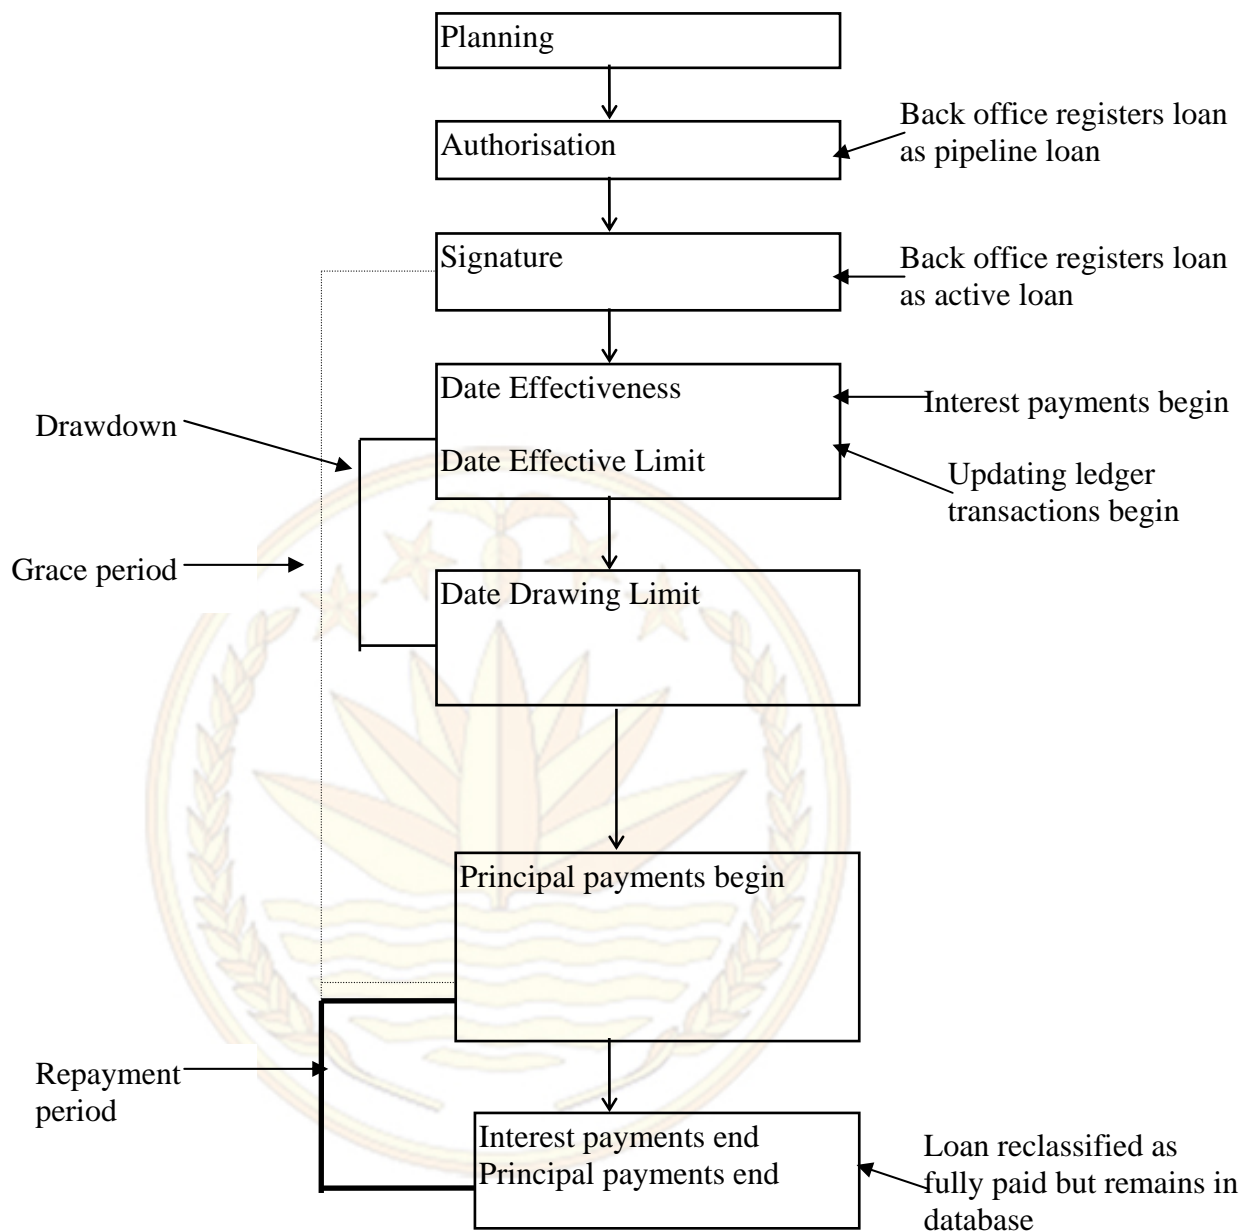 Planning
Authorisation
Back office registers loan
as pipeline loan
Signature
Back office registers loan
as active loan
Date Effectiveness
Interest payments begin
Drawdown
Date Effective Limit
Updating ledger
transactions begin
Grace period
Date Drawing Limit
Principal payments begin
Repayment
period
Interest payments end
Principal payments end
Loan reclassified as
fully paid but remains in
database